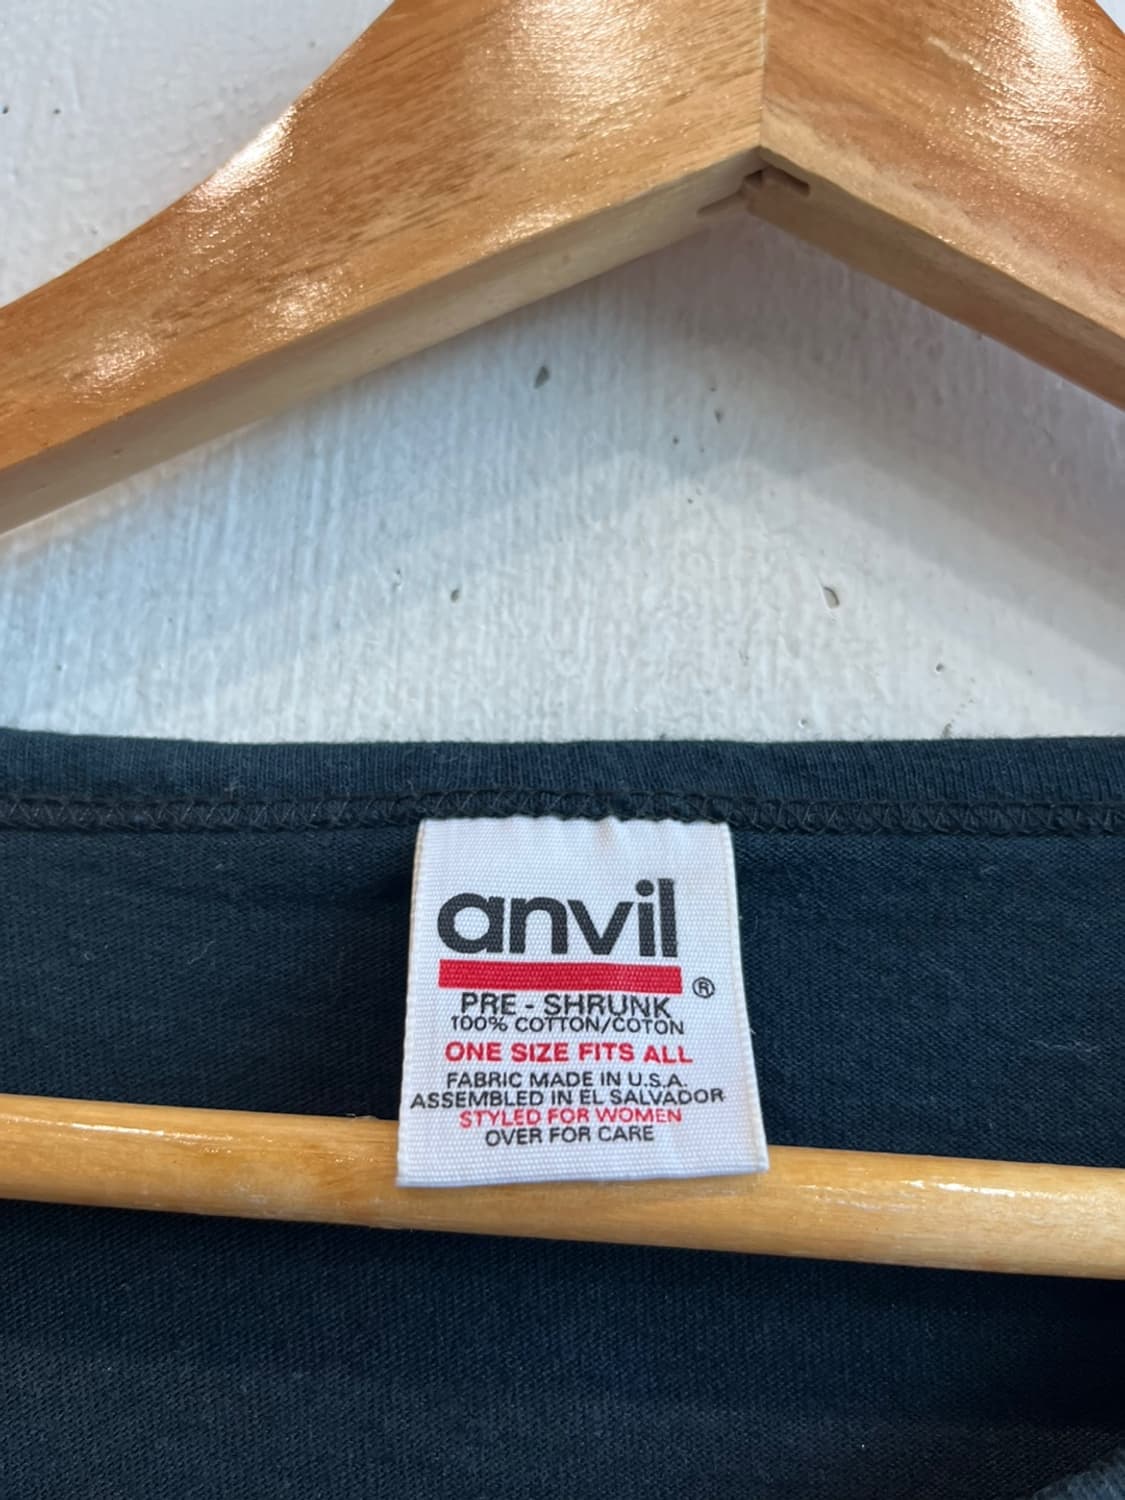 anvil
®
PRE - SHRUNK
100% COTTON/COTON
ONE SIZE FITS ALL
FABRIC MADE IN U.S.A.
ASSEMBLED IN EL SALVADOR
STYLED FOR WOMEN
OVER FOR CARE